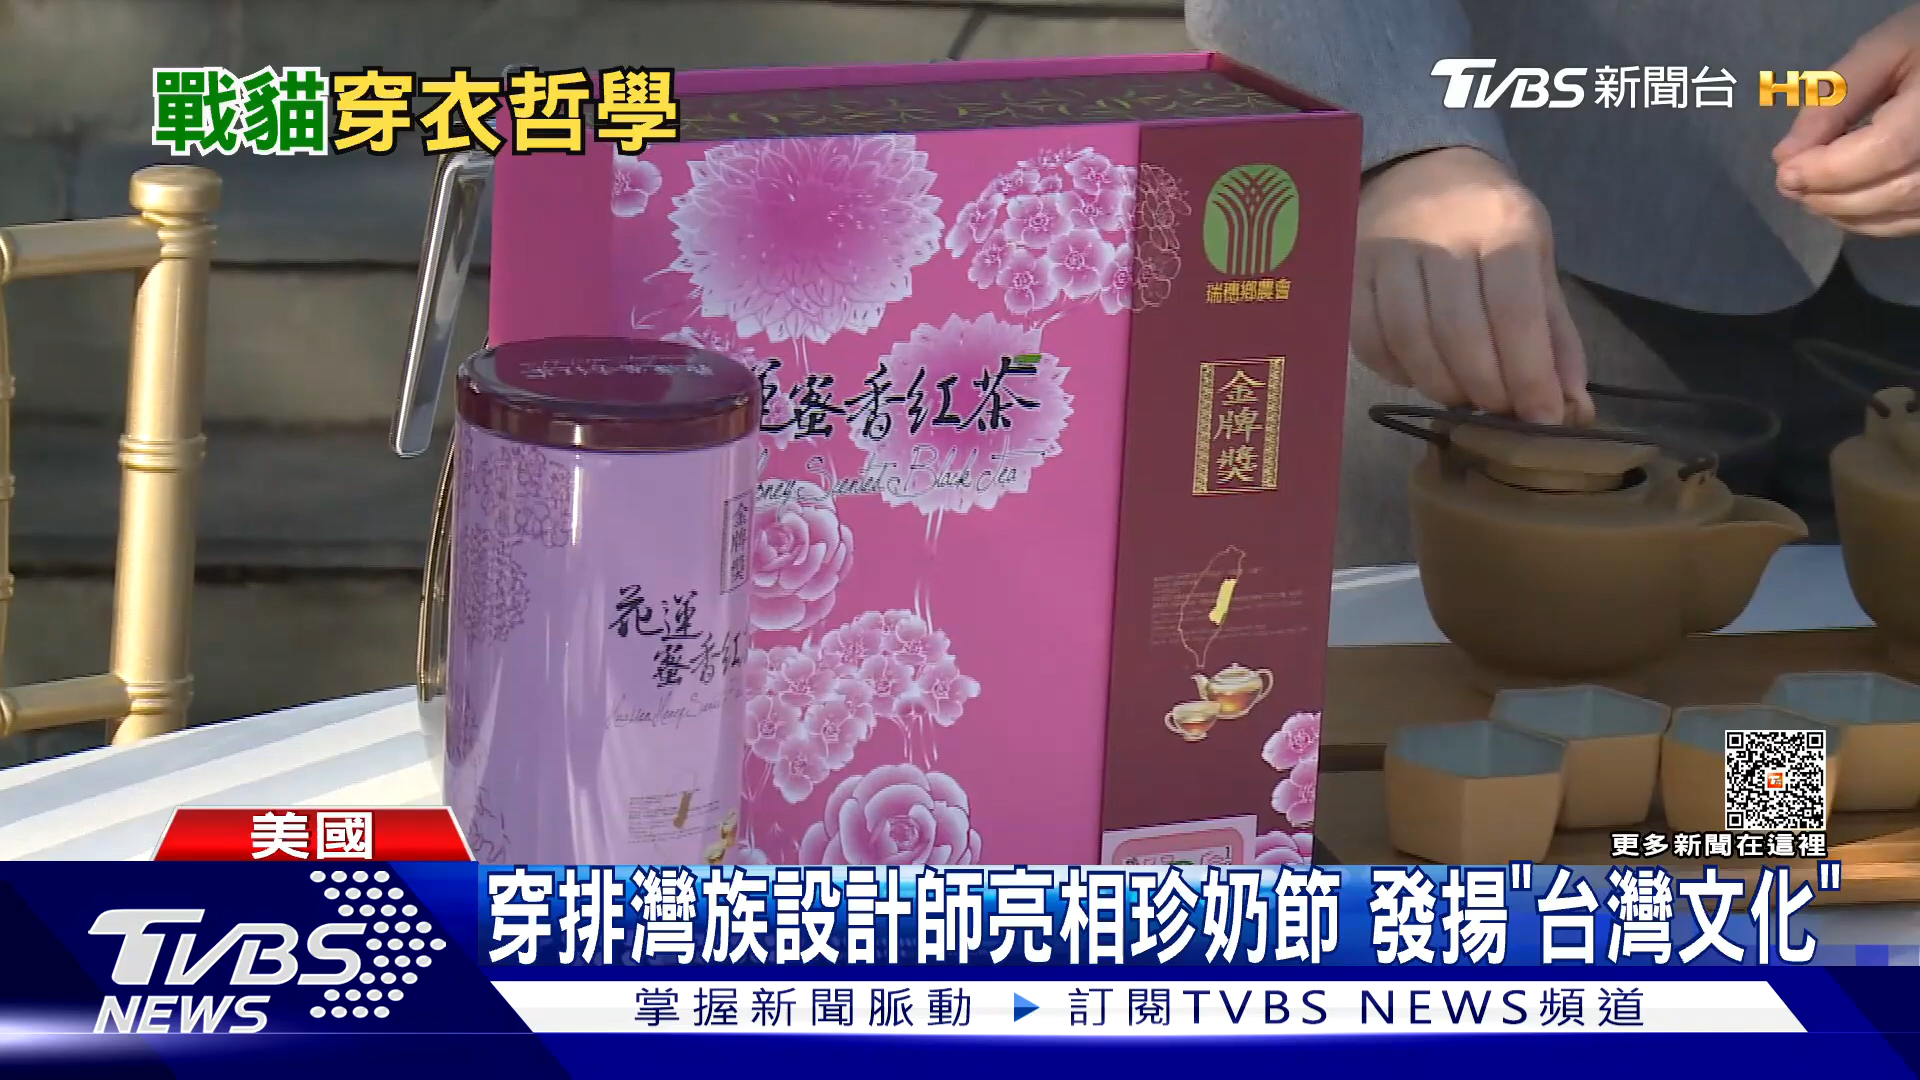 戰貓穿衣哲學
TVBS新聞台 HD
瑞穗鄉農會
蜜香紅茶
Honey Scented Black Tea
金牌獎
金牌獎
花蓮
蜜香紅
更多新聞在這裡
美國
穿排灣族設計師亮相珍奶節 發揚"台灣文化"
TVBS
NEWS
掌握新聞脈動 ▶ 訂閱TVBS NEWS頻道